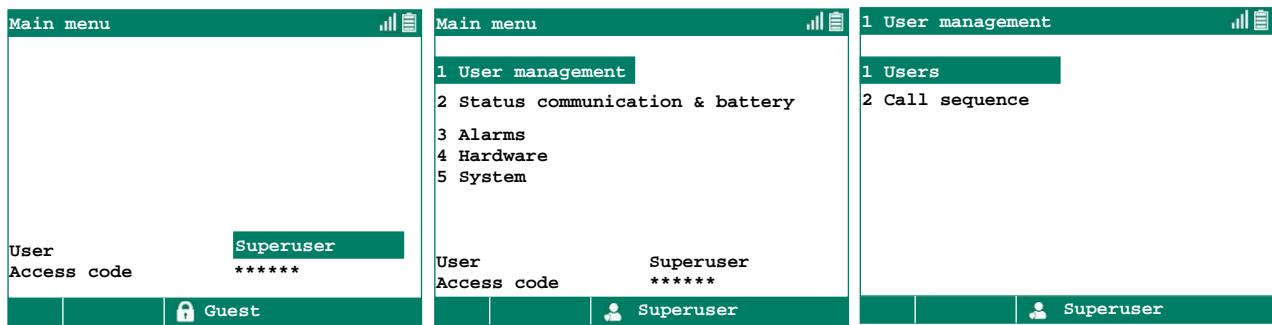 Main menu
User Superuser
Access code ******
Guest
Main menu
1 User management
2 Status communication & battery
3 Alarms
4 Hardware
5 System
User Superuser
Access code ******
Superuser
1 User management
1 Users
2 Call sequence
Superuser